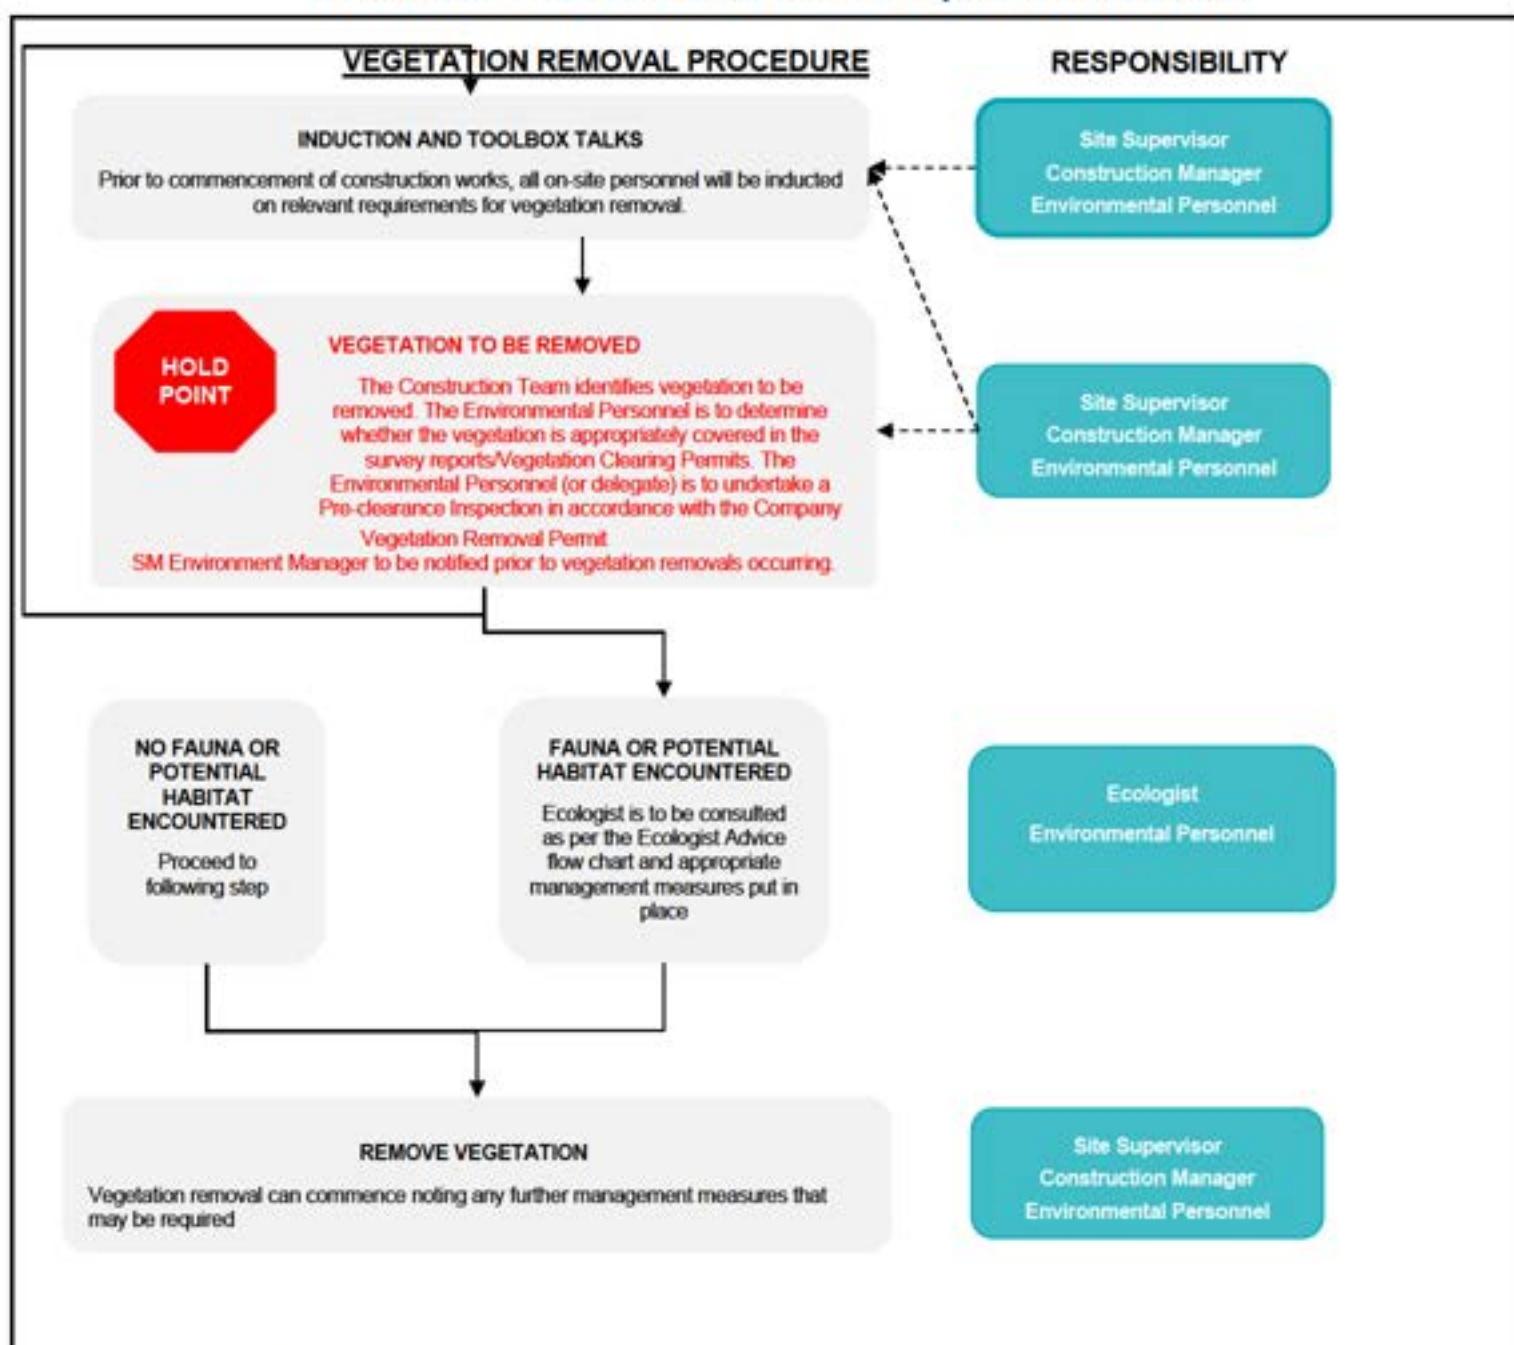 VEGETATION REMOVAL PROCEDURE
RESPONSIBILITY
INDUCTION AND TOOLBOX TALKS
Prior to commencement of construction works, all on-site personnel will be inducted
on relevant requirements for vegetation removal.
Site Supervisor
Construction Manager
Environmental Personnel
HOLD
POINT
VEGETATION TO BE REMOVED
The Construction Team identifies vegetation to be
removed. The Environmental Personnel is to determine
whether the vegetation is appropriately covered in the
survey reports/Vegetation Clearing Permits. The
Environmental Personnel (or delegate) is to undertake a
Pre-clearance Inspection in accordance with the Company
Vegetation Removal Permit
SM Environment Manager to be notified prior to vegetation removals occurring.
Site Supervisor
Construction Manager
Environmental Personnel
NO FAUNA OR
POTENTIAL
HABITAT
ENCOUNTERED
Proceed to
following step
FAUNA OR POTENTIAL
HABITAT ENCOUNTERED
Ecologist is to be consulted
as per the Ecologist Advice
flow chart and appropriate
management measures put in
place
Ecologist
Environmental Personnel
REMOVE VEGETATION
Vegetation removal can commence noting any further management measures that
may be required
Site Supervisor
Construction Manager
Environmental Personnel